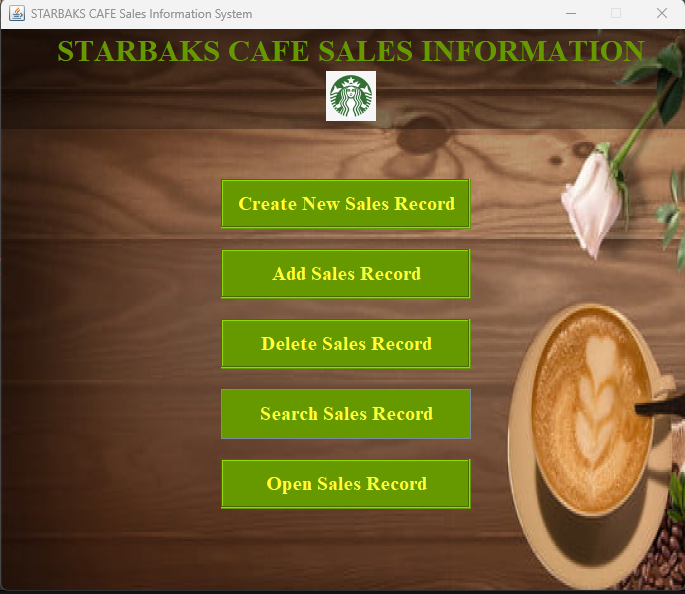 STARBAKS CAFE Sales Information System
STARBAKS CAFE SALES INFORMATION
Create New Sales Record
Add Sales Record
Delete Sales Record
Search Sales Record
Open Sales Record